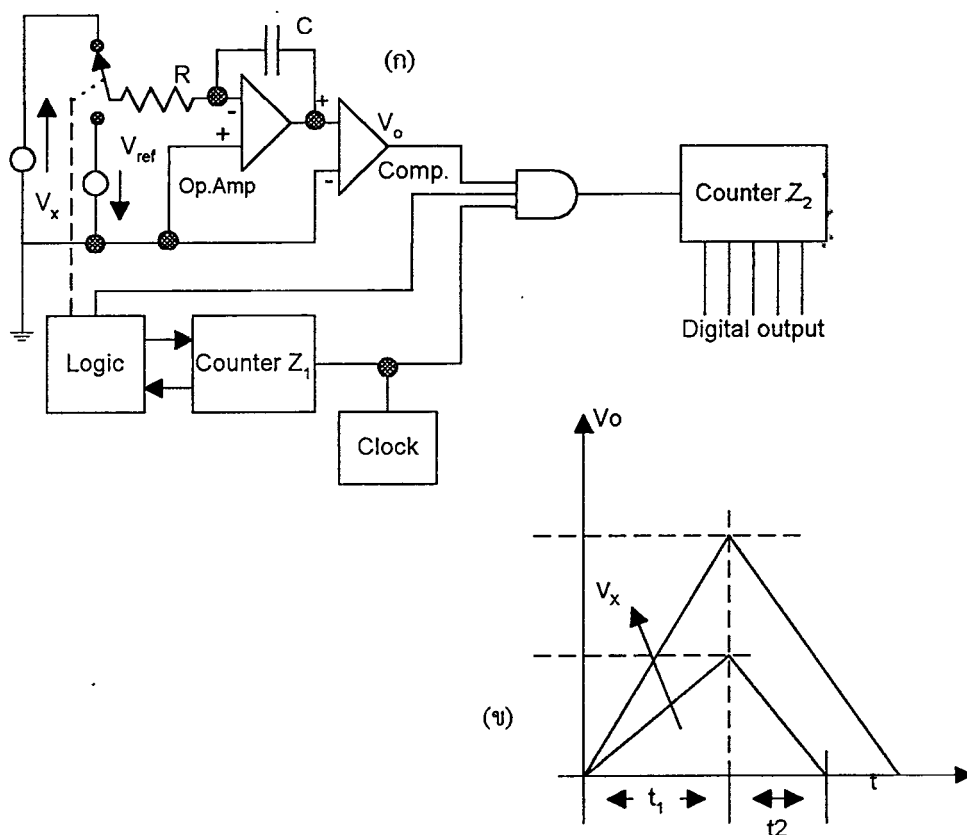 C
(ก)
R
-
+
+
-
V_o
V_ref
V_x
Op.Amp
Comp.
Counter Z_2
Digital output
Logic
Counter Z_1
Clock
Vo
V_x
(ข)
t
t_1
t2